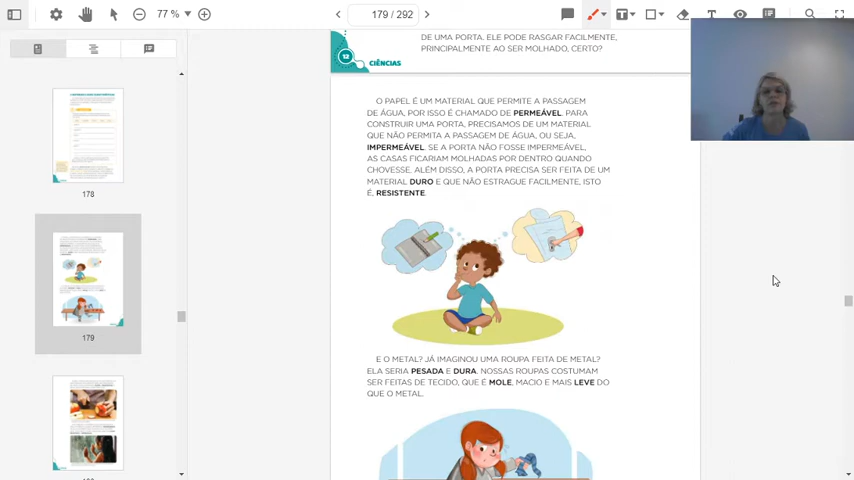 77 %
179 / 292
DE UMA PORTA. ELE PODE RASGAR FACILMENTE,
PRINCIPALMENTE AO SER MOLHADO, CERTO?
12
CIÊNCIAS
O PAPEL É UM MATERIAL QUE PERMITE A PASSAGEM
DE ÁGUA, POR ISSO É CHAMADO DE PERMEÁVEL. PARA
CONSTRUIR UMA PORTA, PRECISAMOS DE UM MATERIAL
QUE NÃO PERMITA A PASSAGEM DE ÁGUA, OU SEJA,
IMPERMEÁVEL. SE A PORTA NÃO FOSSE IMPERMEÁVEL,
AS CASAS FICARIAM MOLHADAS POR DENTRO QUANDO
CHOVESSE. ALÉM DISSO, A PORTA PRECISA SER FEITA DE UM
MATERIAL DURO E QUE NÃO ESTRAGUE FACILMENTE, ISTO
É, RESISTENTE.
E O METAL? JÁ IMAGINOU UMA ROUPA FEITA DE METAL?
ELA SERIA PESADA E DURA. NOSSAS ROUPAS COSTUMAM
SER FEITAS DE TECIDO, QUE É MOLE, MACIO E MAIS LEVE DO
QUE O METAL.
178
179